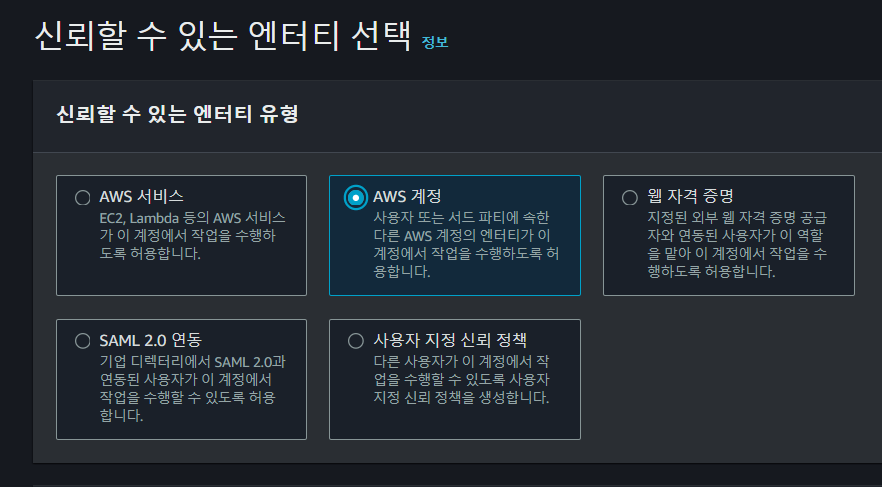 신뢰할 수 있는 엔터티 선택 정보
신뢰할 수 있는 엔터티 유형
AWS 서비스
EC2, Lambda 등의 AWS 서비스
가 이 계정에서 작업을 수행하
도록 허용합니다.
AWS 계정
사용자 또는 서드 파티에 속한
다른 AWS 계정의 엔터티가 이
계정에서 작업을 수행하도록 허
용합니다.
웹 자격 증명
지정된 외부 웹 자격 증명 공급
자와 연동된 사용자가 이 역할
을 맡아 이 계정에서 작업을 수
행하도록 허용합니다.
SAML 2.0 연동
기업 디렉터리에서 SAML 2.0과
연동된 사용자가 이 계정에서
작업을 수행할 수 있도록 허용
합니다.
사용자 지정 신뢰 정책
다른 사용자가 이 계정에서 작
업을 수행할 수 있도록 사용자
지정 신뢰 정책을 생성합니다.